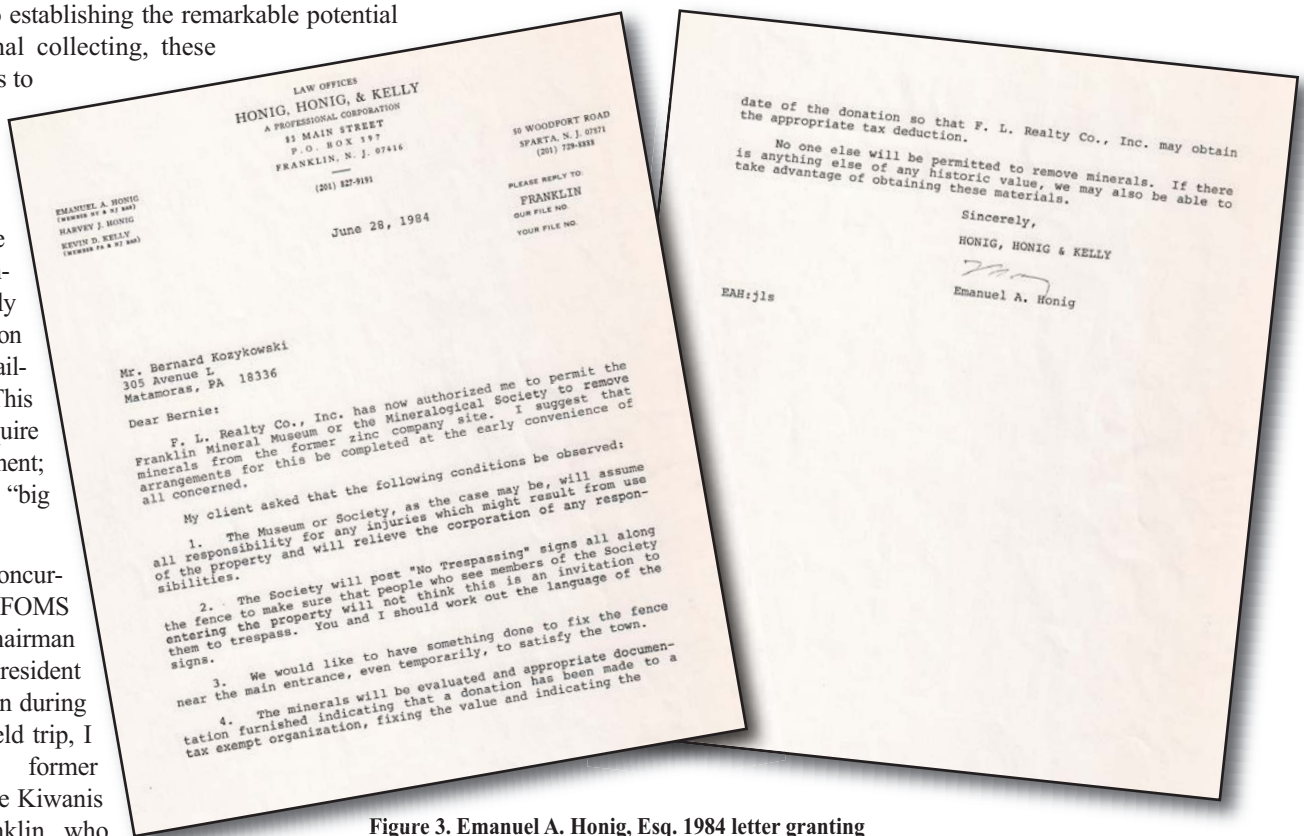 o establishing the remarkable potential
nal collecting, these
s to
e
n-
ly
on
ail-
This
quire
ment;
“big
oncur-
FOMS
hairman
resident
n during
eld trip, I
former
e Kiwanis
nklin, who
LAW OFFICES
HONIG, HONIG, & KELLY
A PROFESSIONAL CORPORATION
83 MAIN STREET
P.O. BOX 197
FRANKLIN, N. J. 07416
(201) 827-9191
50 WOODPORT ROAD
SPARTA, N. J. 07871
(201) 729-8888
EMANUEL A. HONIG
(MEMBER NY & NJ BAR)
HARVEY J. HONIG
KEVIN D. KELLY
(MEMBER PA & NJ BAR)
PLEASE REPLY TO:
FRANKLIN
OUR FILE NO.
YOUR FILE NO.
June 28, 1984
Mr. Bernard Kozykowski
305 Avenue L
Matamoras, PA 18336
Dear Bernie:
F. L. Realty Co., Inc. has now authorized me to permit the
Franklin Mineral Museum or the Mineralogical Society to remove
minerals from the former zinc company site. I suggest that
arrangements for this be completed at the early convenience of
all concerned.
My client asked that the following conditions be observed:
1. The Museum or Society, as the case may be, will assume
all responsibility for any injuries which might result from use
of the property and will relieve the corporation of any respon-
sibilities.
2. The Society will post "No Trespassing" signs all along
the fence to make sure that people who see members of the Society
entering the property will not think this is an invitation to
them to trespass. You and I should work out the language of the
signs.
3. We would like to have something done to fix the fence
near the main entrance, even temporarily, to satisfy the town.
4. The minerals will be evaluated and appropriate documen-
tation furnished indicating that a donation has been made to a
tax exempt organization, fixing the value and indicating the
date of the donation so that F. L. Realty Co., Inc. may obtain
the appropriate tax deduction.
No one else will be permitted to remove minerals. If there
is anything else of any historic value, we may also be able to
take advantage of obtaining these materials.
Sincerely,
HONIG, HONIG & KELLY
Emanuel A. Honig
EAH:jls
Figure 3. Emanuel A. Honig, Esq. 1984 letter granting